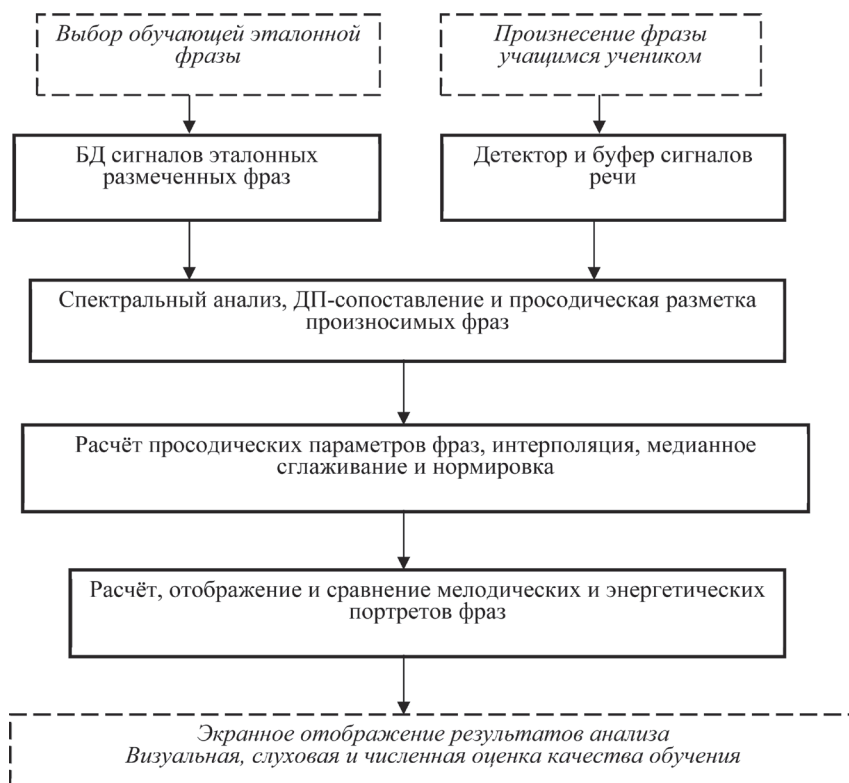 Выбор обучающей эталонной
фразы
Произнесение фразы
учащимся учеником
БД сигналов эталонных
размеченных фраз
Детектор и буфер сигналов
речи
Спектральный анализ, ДП-сопоставление и просодическая разметка
произносимых фраз
Расчёт просодических параметров фраз, интерполяция, медианное
сглаживание и нормировка
Расчёт, отображение и сравнение мелодических и энергетических
портретов фраз
Экранное отображение результатов анализа
Визуальная, слуховая и численная оценка качества обучения